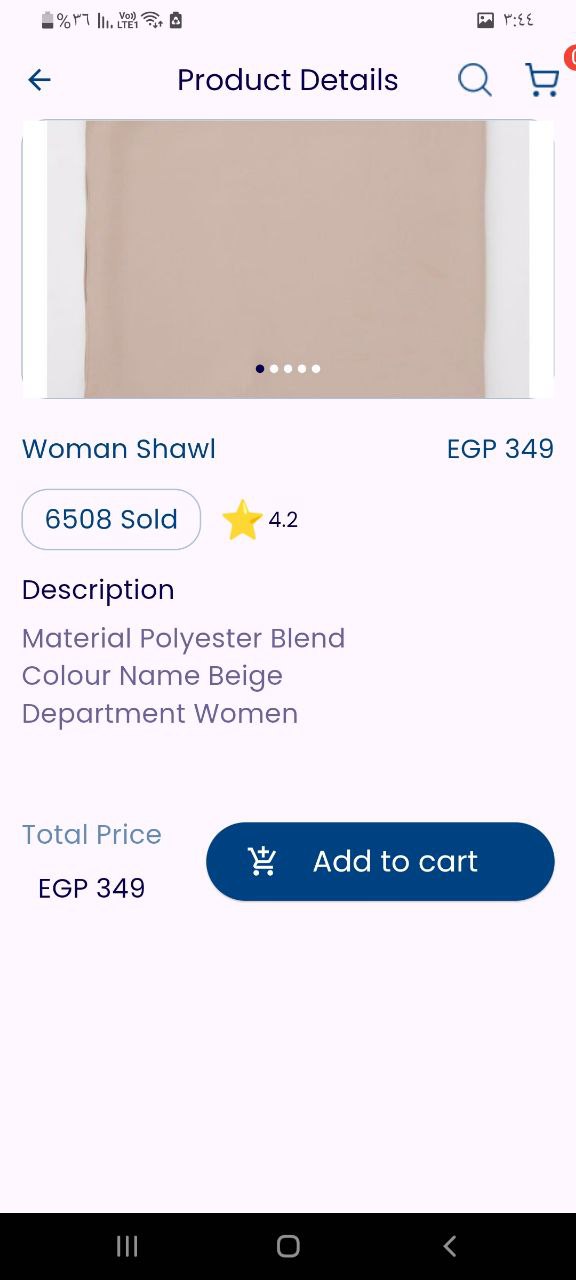 %٣٦ Vo) LTE1 ٣:٤٤
Product Details
Woman Shawl EGP 349
6508 Sold 4.2
Description
Material Polyester Blend
Colour Name Beige
Department Women
Total Price
Add to cart
EGP 349